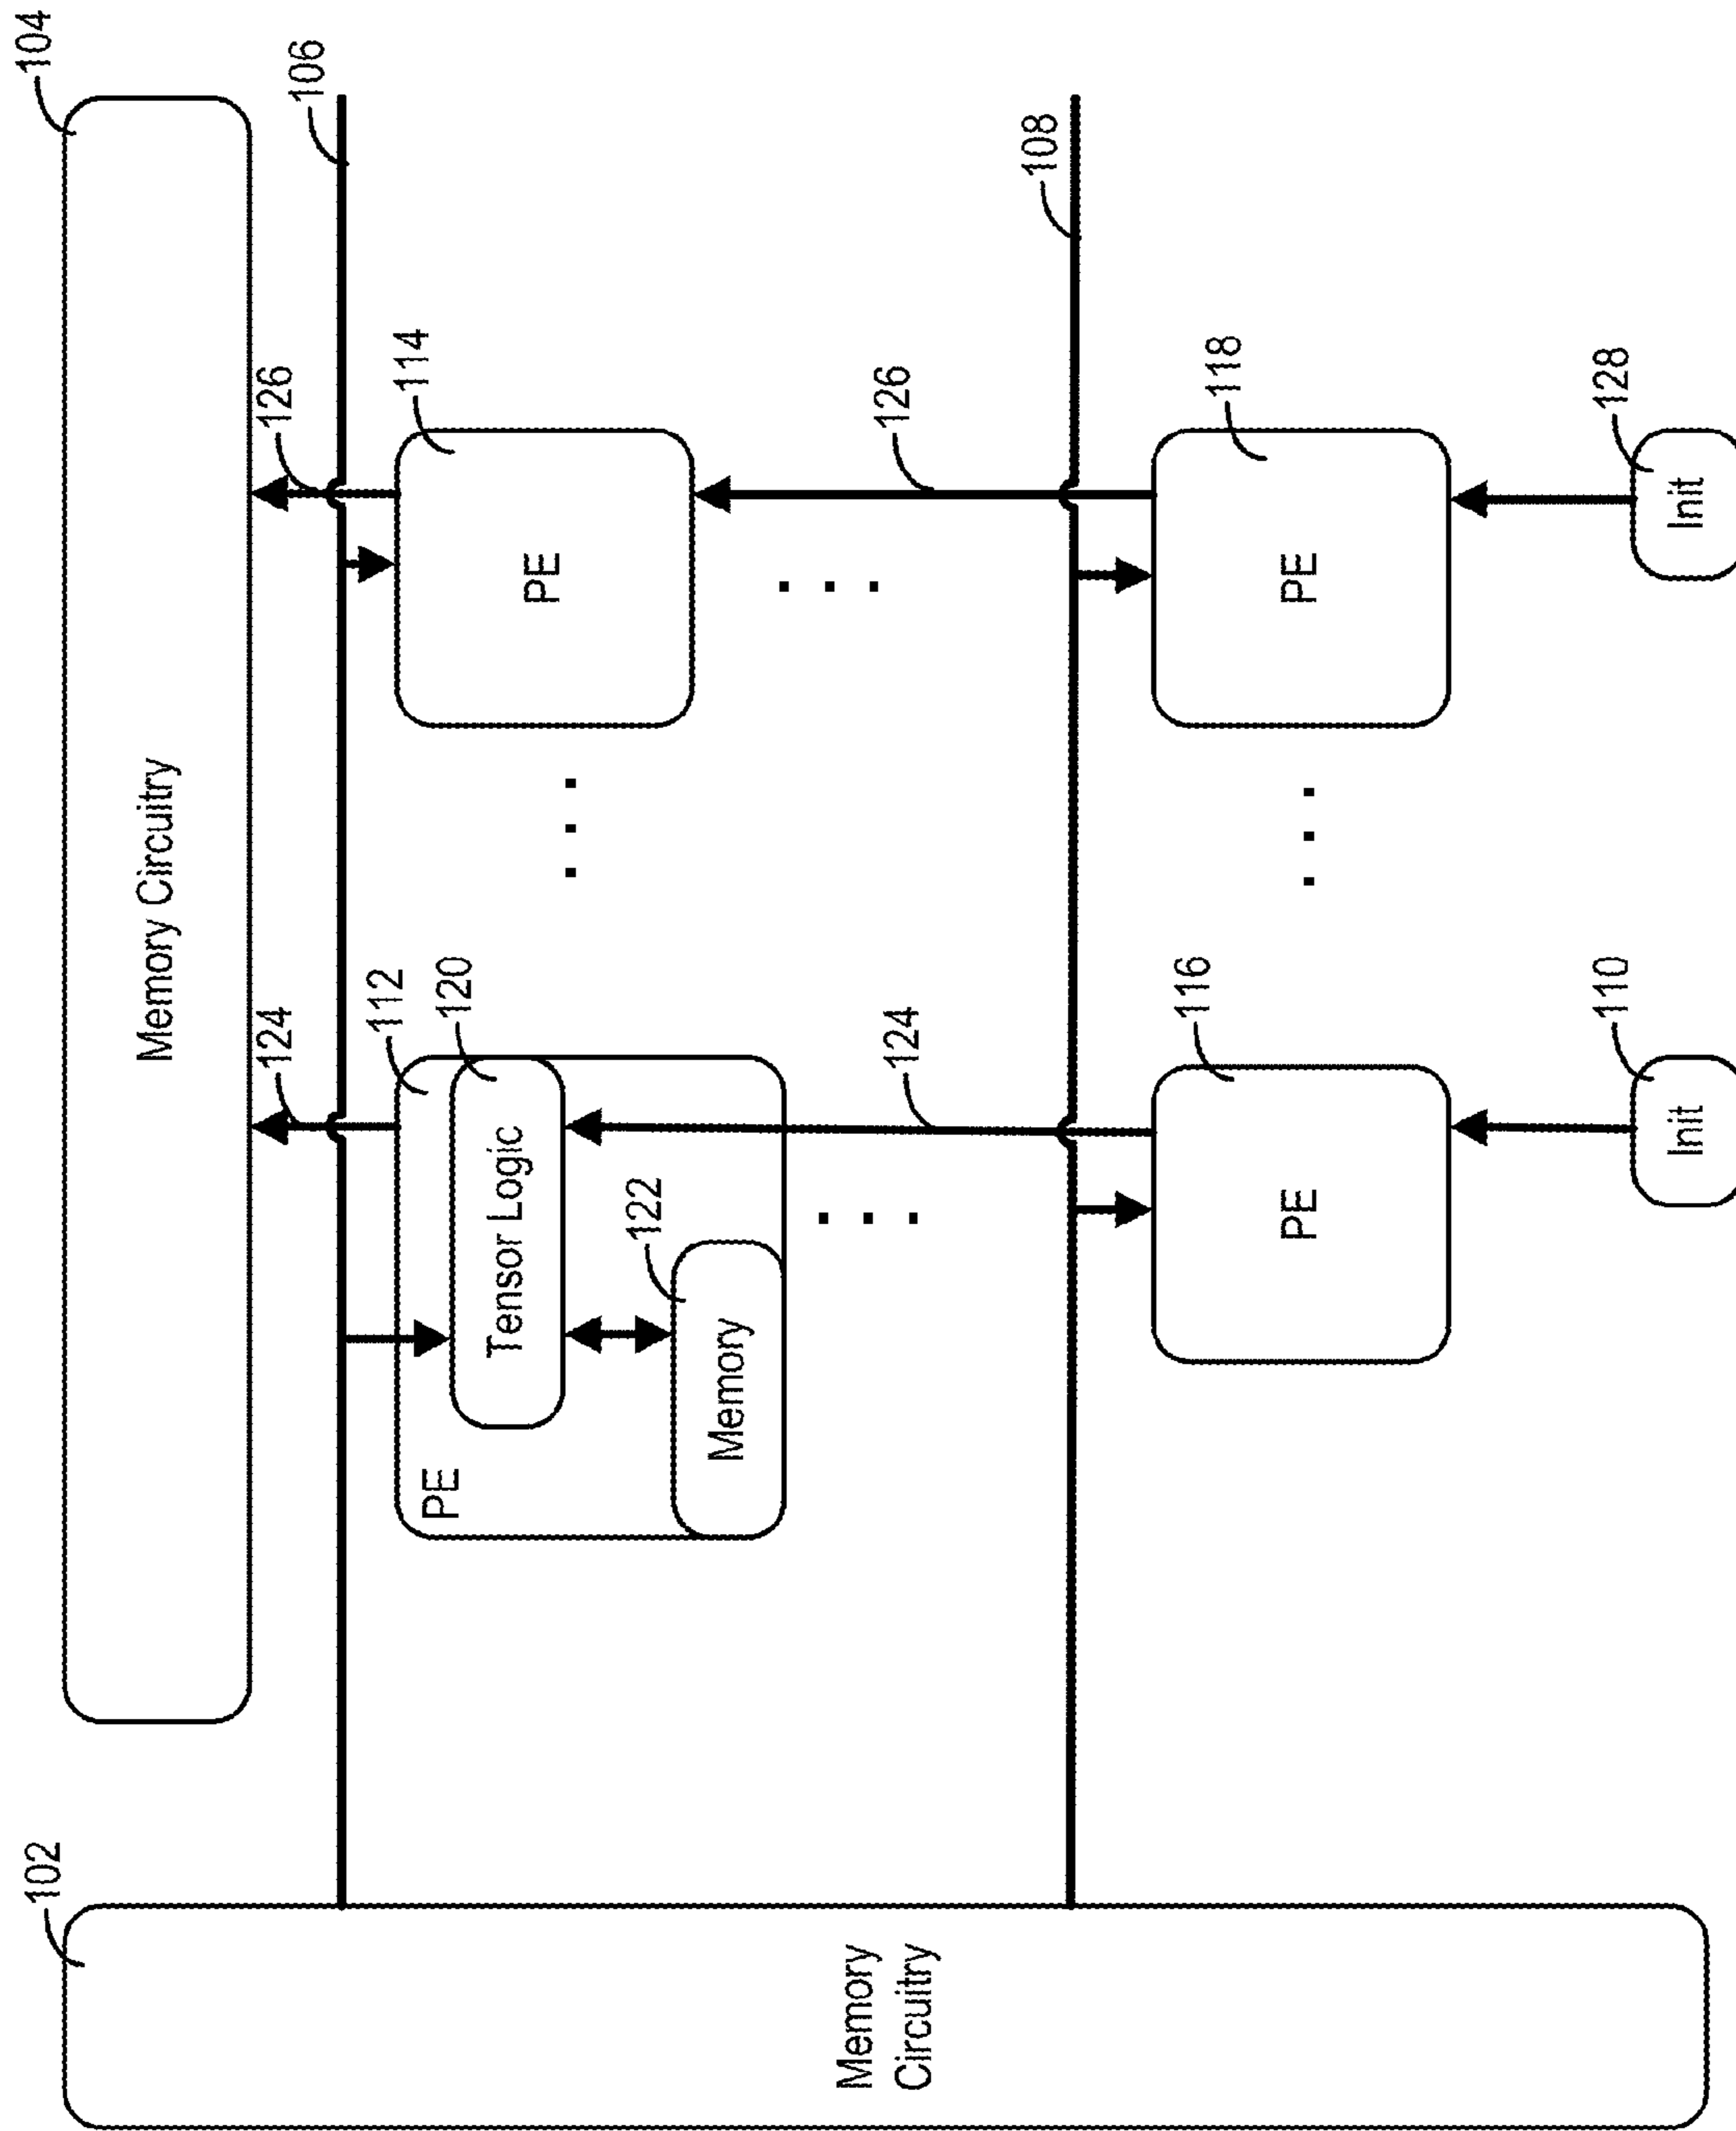 102
104
Memory Circuitry
124
126
106
112
114
PE
120
Tensor Logic
PE
122
Memory
Memory
Circuitry
124
126
108
116
118
PE
PE
110
128
Init
Init